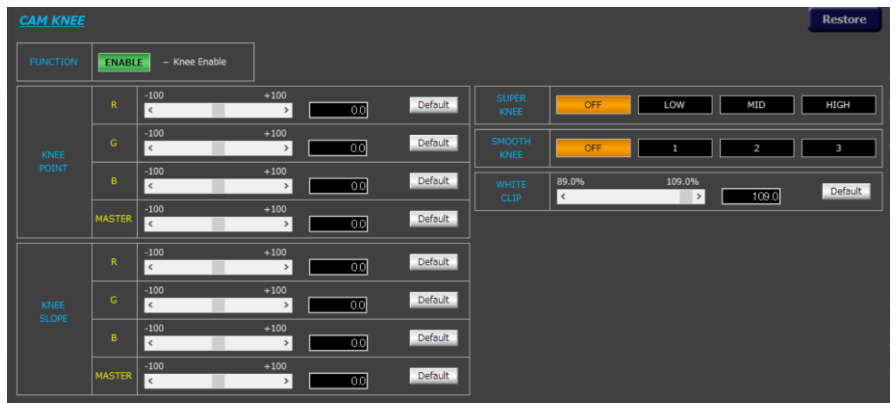 CAM KNEE
Restore
FUNCTION
ENABLE
– Knee Enable
KNEE
POINT
R
-100
+100
0.0
Default
G
-100
+100
0.0
Default
B
-100
+100
0.0
Default
MASTER
-100
+100
0.0
Default
KNEE
SLOPE
R
-100
+100
0.0
Default
G
-100
+100
0.0
Default
B
-100
+100
0.0
Default
MASTER
-100
+100
0.0
Default
SUPER
KNEE
OFF
LOW
MID
HIGH
SMOOTH
KNEE
OFF
1
2
3
WHITE
CLIP
89.0%
109.0%
109.0
Default